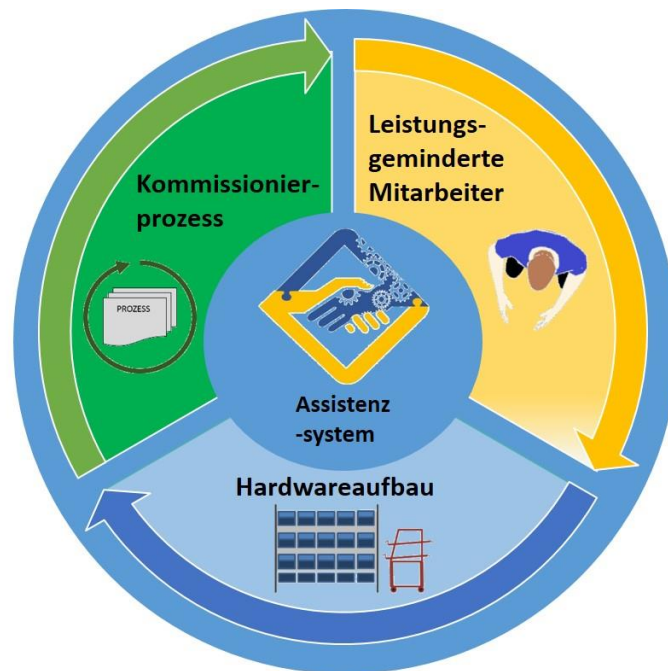 Kommissionier-
prozess
PROZESS
Leistungs-
geminderte
Mitarbeiter
Assistenz
-system
Hardwareaufbau